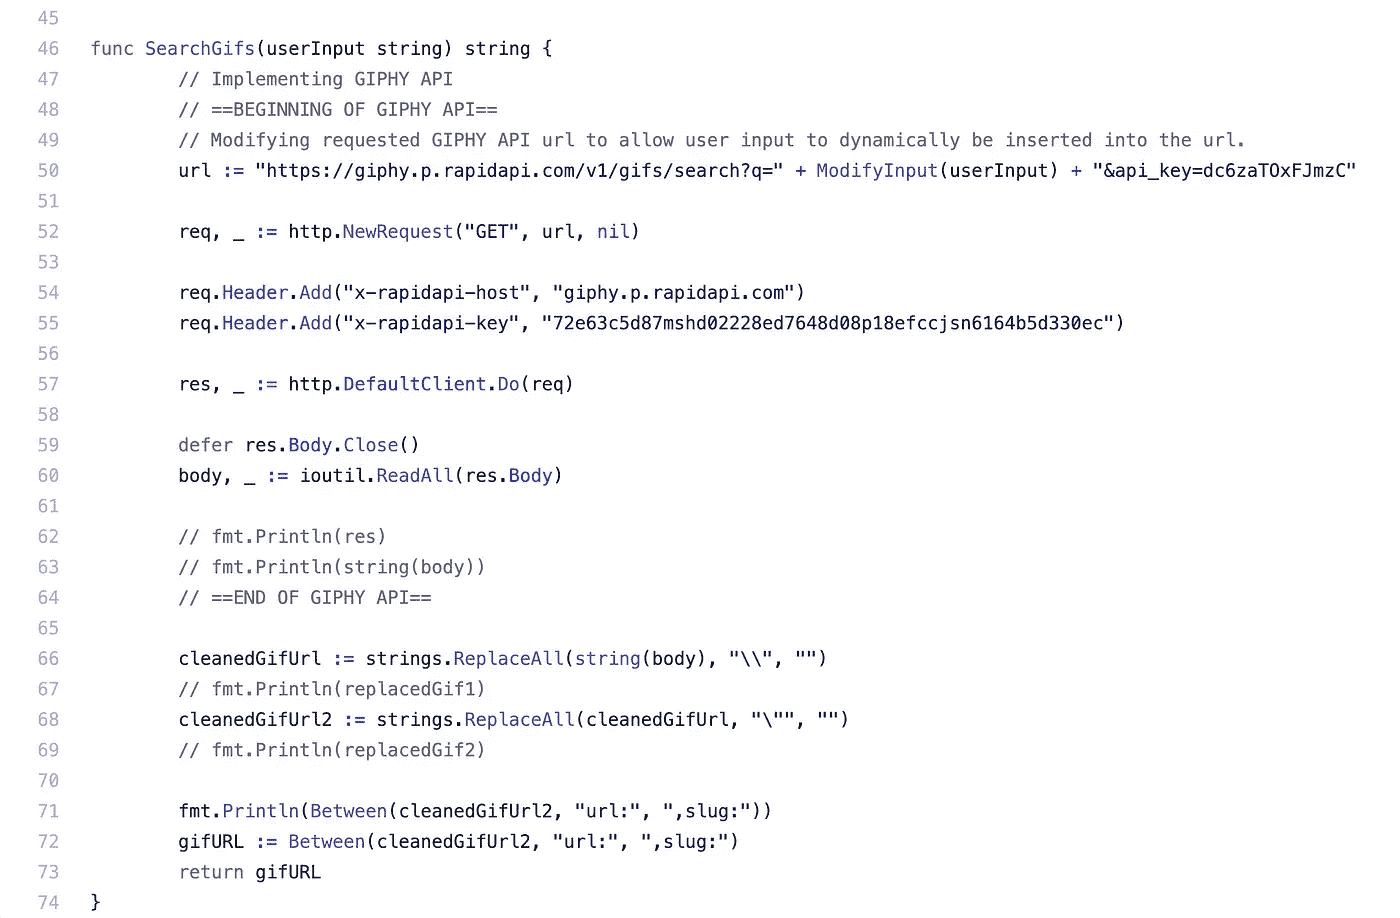 45
46 func SearchGifs(userInput string) string {
47 // Implementing GIPHY API
48 // ==BEGINNING OF GIPHY API==
49 // Modifying requested GIPHY API url to allow user input to dynamically be inserted into the url.
50 url := "https://giphy.p.rapidapi.com/v1/gifs/search?q=" + ModifyInput(userInput) + "&api_key=dc6zaTOxFJmzC"
51
52 req, _ := http.NewRequest("GET", url, nil)
53
54 req.Header.Add("x-rapidapi-host", "giphy.p.rapidapi.com")
55 req.Header.Add("x-rapidapi-key", "72e63c5d87mshd02228ed7648d08p18efccjsn6164b5d330ec")
56
57 res, _ := http.DefaultClient.Do(req)
58
59 defer res.Body.Close()
60 body, _ := ioutil.ReadAll(res.Body)
61
62 // fmt.Println(res)
63 // fmt.Println(string(body))
64 // ==END OF GIPHY API==
65
66 cleanedGifUrl := strings.ReplaceAll(string(body), "\\", "")
67 // fmt.Println(replacedGif1)
68 cleanedGifUrl2 := strings.ReplaceAll(cleanedGifUrl, "\"", "")
69 // fmt.Println(replacedGif2)
70
71 fmt.Println(Between(cleanedGifUrl2, "url:", ",slug:"))
72 gifURL := Between(cleanedGifUrl2, "url:", ",slug:")
73 return gifURL
74 }